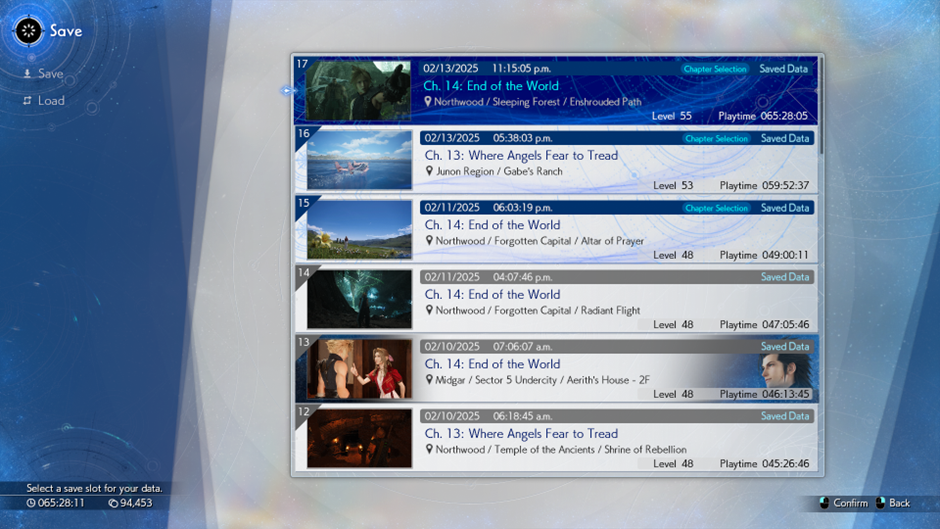 Save
Save
Load
17
02/13/2025 11:15:05 p.m. Chapter Selection Saved Data
Ch. 14: End of the World
Northwood / Sleeping Forest / Enshrouded Path
Level 55 Playtime 065:28:05
16
02/13/2025 05:38:03 p.m. Chapter Selection Saved Data
Ch. 13: Where Angels Fear to Tread
Junon Region / Gabe's Ranch
Level 53 Playtime 059:52:37
15
02/11/2025 06:03:19 p.m. Chapter Selection Saved Data
Ch. 14: End of the World
Northwood / Forgotten Capital / Altar of Prayer
Level 48 Playtime 049:00:11
14
02/11/2025 04:07:46 p.m. Saved Data
Ch. 14: End of the World
Northwood / Forgotten Capital / Radiant Flight
Level 48 Playtime 047:05:46
13
02/10/2025 07:06:07 a.m. Saved Data
Ch. 14: End of the World
Midgar / Sector 5 Undercity / Aerith's House - 2F
Level 48 Playtime 046:13:45
12
02/10/2025 06:18:45 a.m. Saved Data
Ch. 13: Where Angels Fear to Tread
Northwood / Temple of the Ancients / Shrine of Rebellion
Level 48 Playtime 045:26:46
Select a save slot for your data.
065:28:11 94,453
Confirm Back